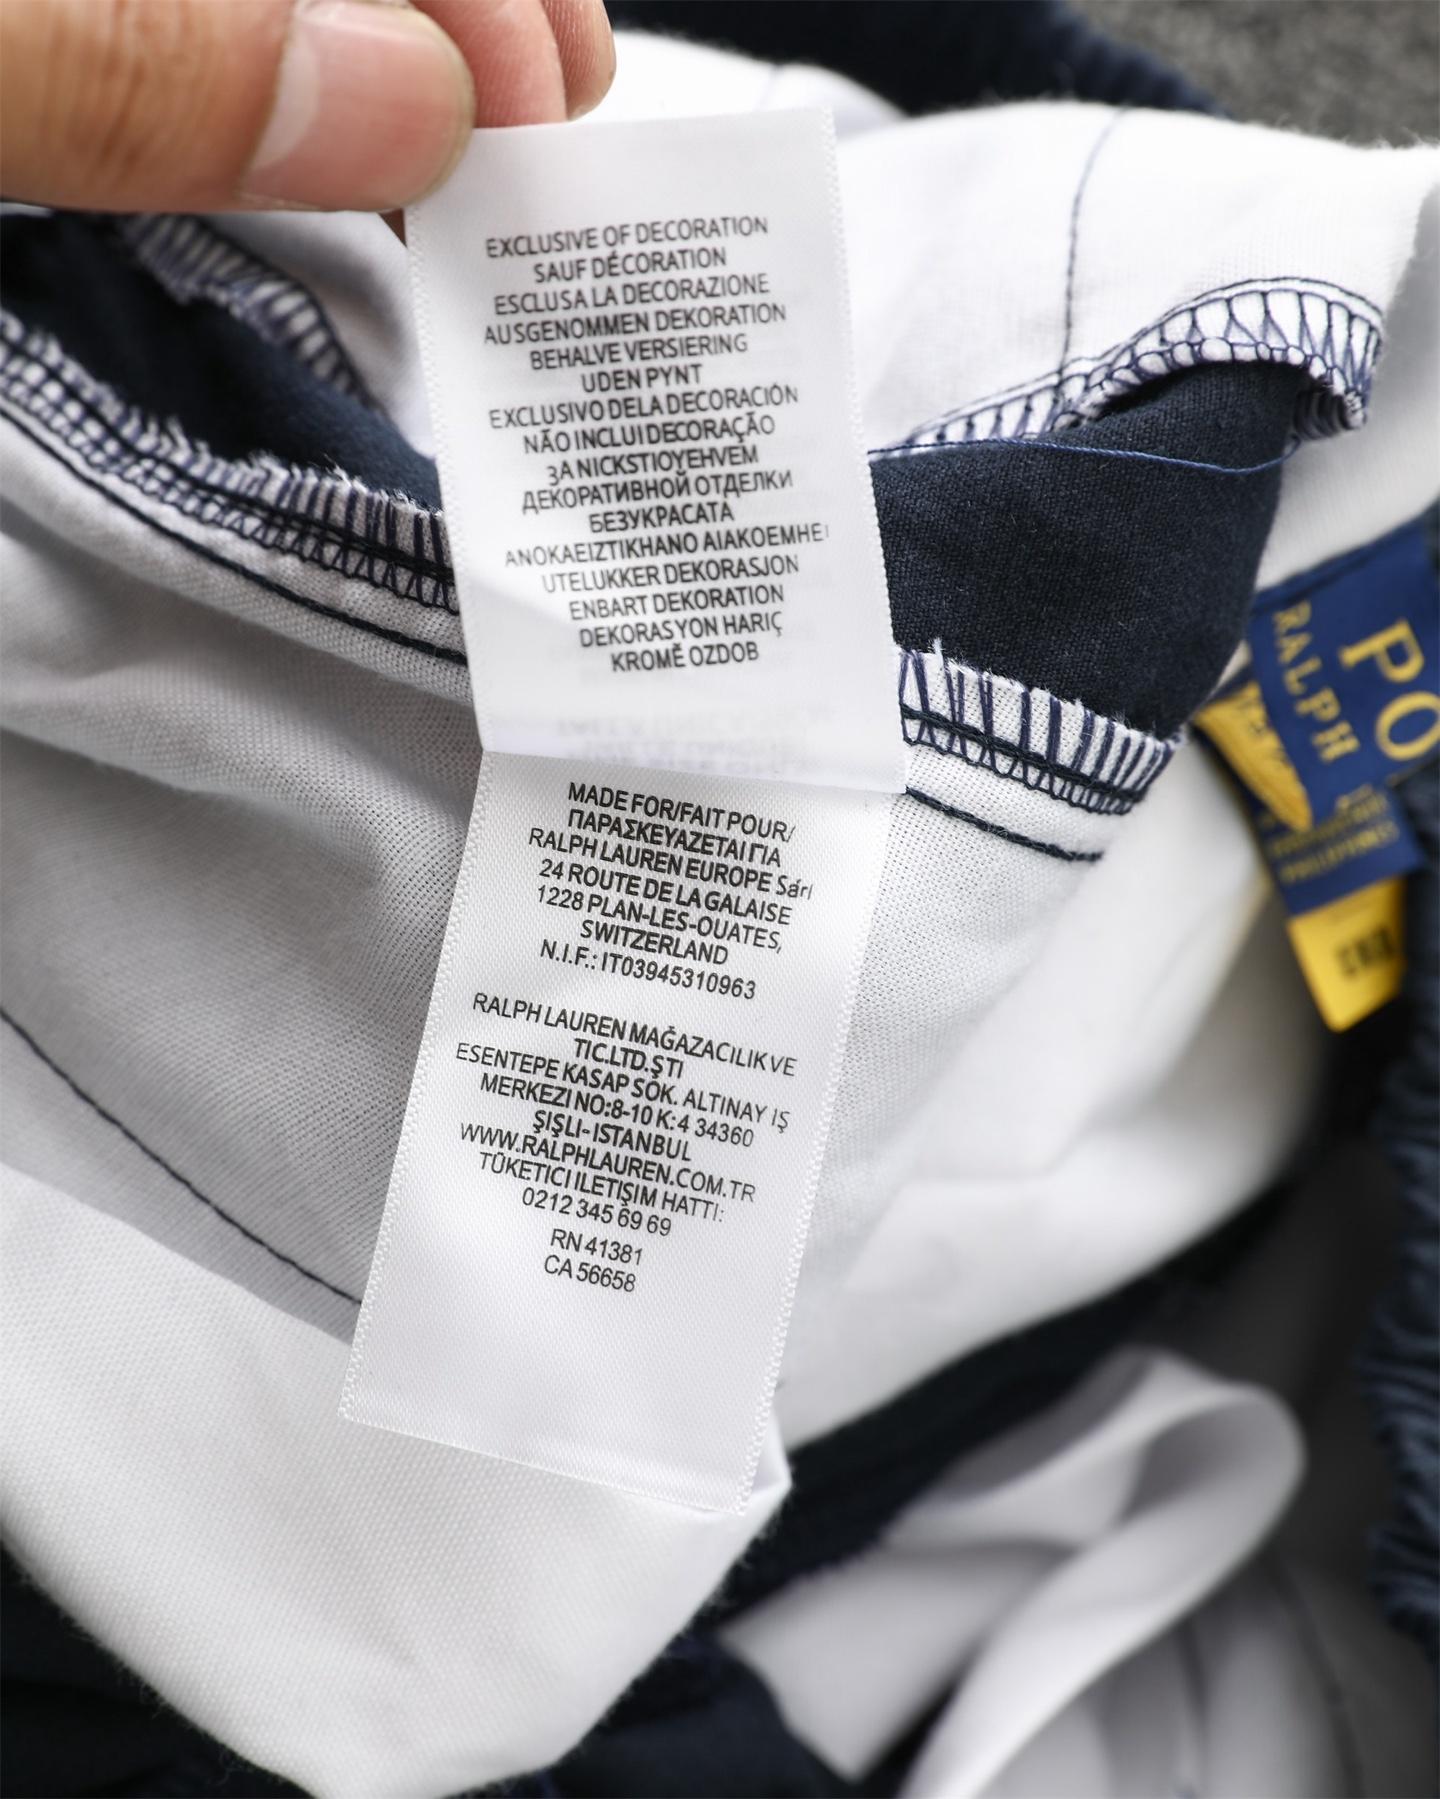 EXCLUSIVE OF DECORATION
SAUF DÉCORATION
ESCLUSA LA DECORAZIONE
AUSGENOMMEN DEKORATION
BEHALVE VERSIERING
UDEN PYNT
EXCLUSIVO DELA DECORACIÓN
NÃO INCLUI DECORAÇÃO
ЗА NICKSTIOYEHVEM
ДЕКОРАТИВНОЙ ОТДЕЛКИ
БЕЗУКРАСАТА
ANOKAEIZTIKHANO AIAKOEMHEI
UTELUKKER DEKORASJON
ENBART DEKORATION
DEKORASYON HARIÇ
KROMĚ OZDOB
MADE FOR/FAIT POUR/
ΠΑΡΑΣΚΕΥΑΖΕΤΑΙ ΓΙΑ
RALPH LAUREN EUROPE Sárl
24 ROUTE DE LA GALAISE
1228 PLAN-LES-OUATES,
SWITZERLAND
N.I.F.: IT03945310963
RALPH LAUREN MAĞAZACILIK VE
TIC.LTD.ŞTI
ESENTEPE KASAP SOK. ALTINAY IŞ
MERKEZI NO:8-10 K: 4 34360
ŞIŞLI-ISTANBUL
WWW.RALPHLAUREN.COM.TR
TÜKETICI ILETIŞIM HATTI:
0212 345 69 69
RN 41381
CA 56658
PO
RALPH
PHILIPPINES